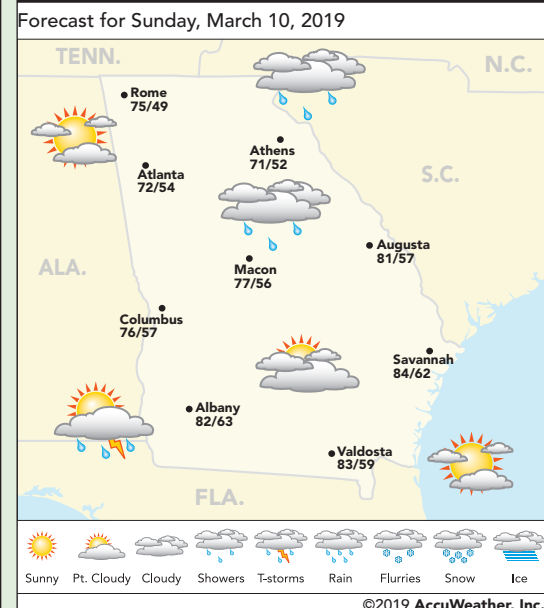 Forecast for Sunday, March 10, 2019
TENN.
N.C.
Rome
75/49
Athens
71/52
Atlanta
72/54
S.C.
Augusta
81/57
ALA.
Macon
77/56
Columbus
76/57
Savannah
84/62
Albany
82/63
Valdosta
83/59
FLA.
Sunny Pt. Cloudy Cloudy Showers T-storms Rain Flurries Snow Ice
©2019 AccuWeather, Inc.